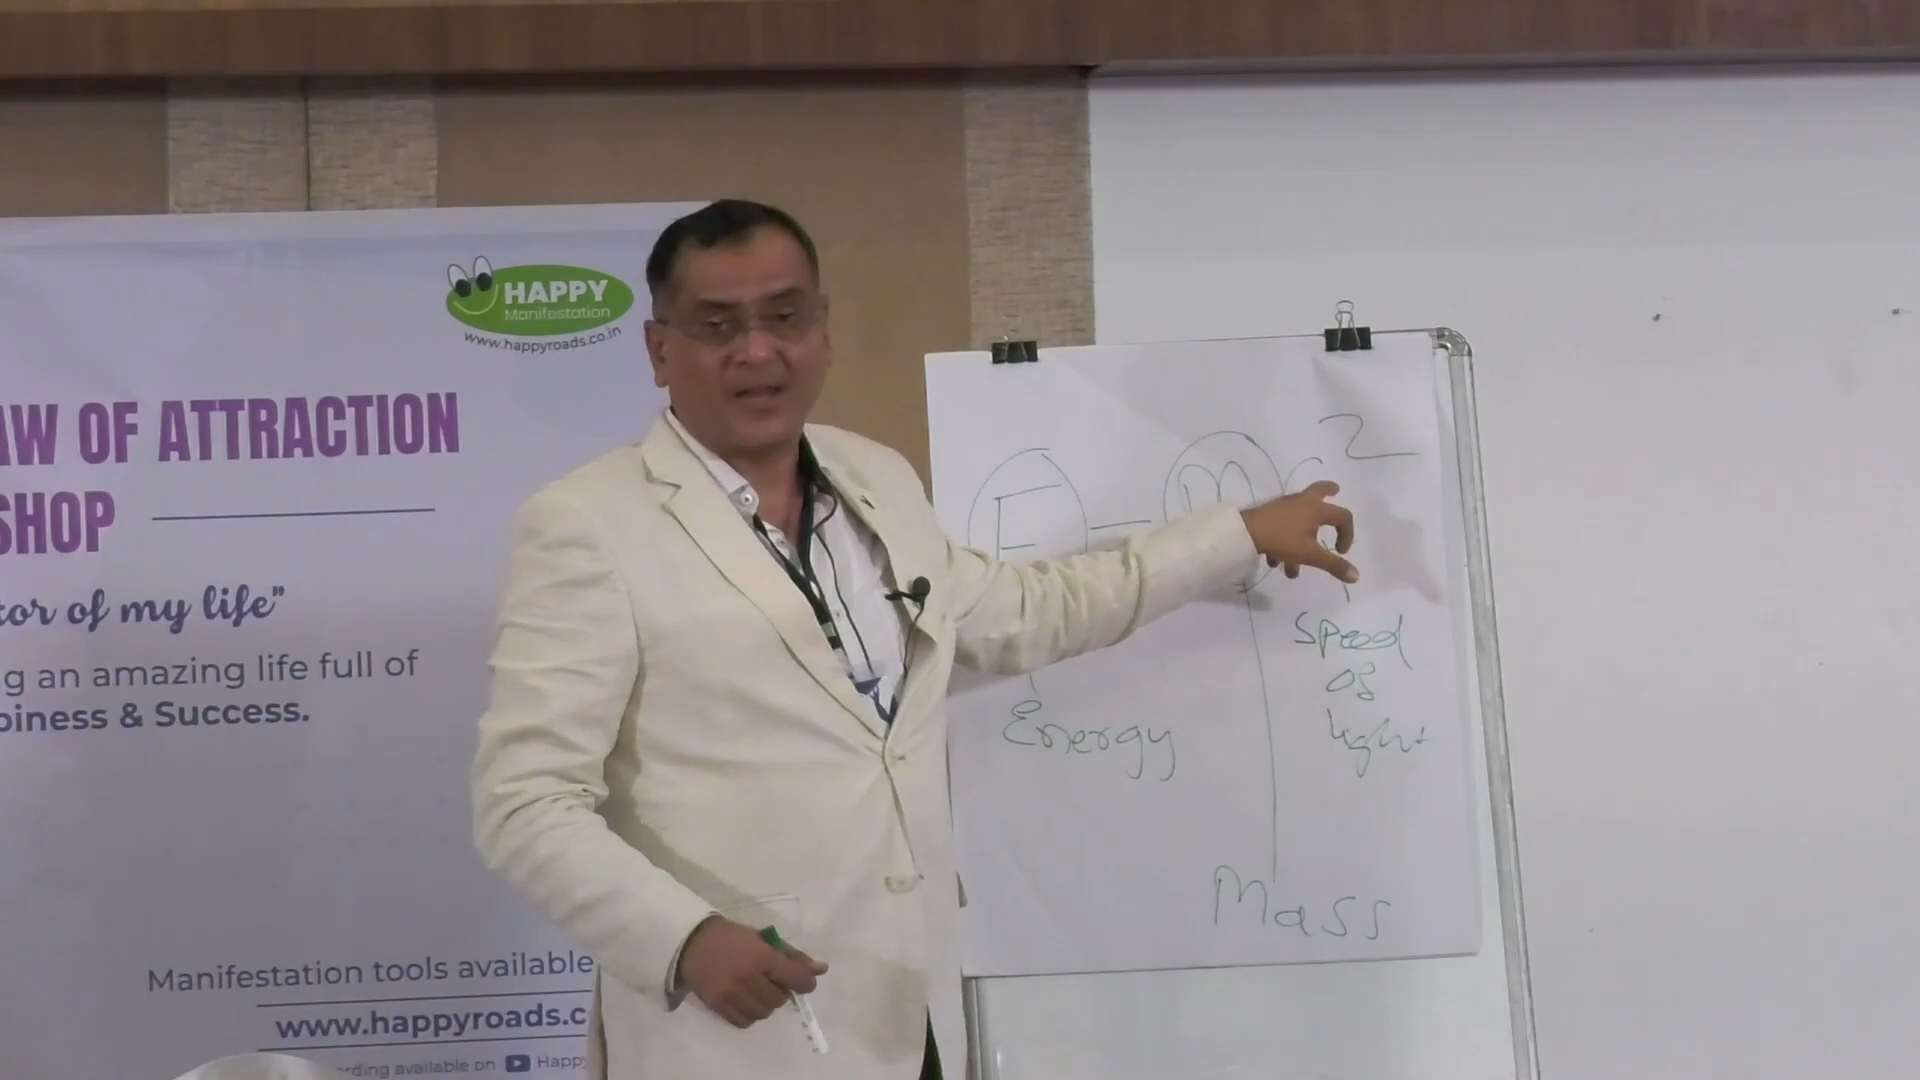 HAPPY
Manifestation
www.happyroads.co.in
AW OF ATTRACTION
SHOP
tor of my life"
g an amazing life full of
piness & Success.
Manifestation tools available
www.happyroads.c
rding available on Happ
E = mc2
Energy
Speed
of
light
Mass